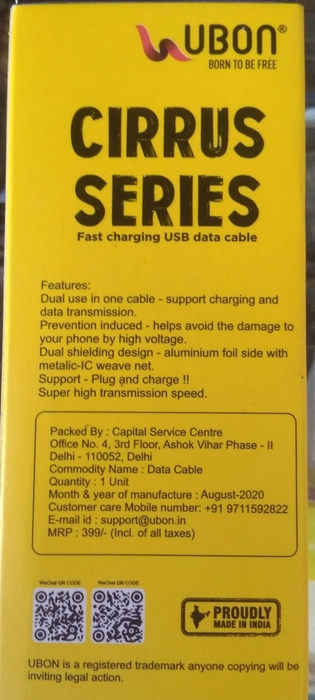 UBON®
BORN TO BE FREE
CIRRUS
SERIES
Fast charging USB data cable
Features:
Dual use in one cable - support charging and
data transmission.
Prevention induced - helps avoid the damage to
your phone by high voltage.
Dual shielding design - aluminium foil side with
metalic-IC weave net.
Support - Plug and charge !!
Super high transmission speed.
Packed By : Capital Service Centre
Office No. 4, 3rd Floor, Ashok Vihar Phase - II
Delhi - 110052, Delhi
Commodity Name : Data Cable
Quantity : 1 Unit
Month & year of manufacture : August-2020
Customer care Mobile number: +91 9711592822
E-mail id : support@ubon.in
MRP : 399/- (Incl. of all taxes)
WeChat QR CODE WeChat QR CODE
PROUDLY
MADE IN INDIA
UBON is a registered trademark anyone copying will be
inviting legal action.